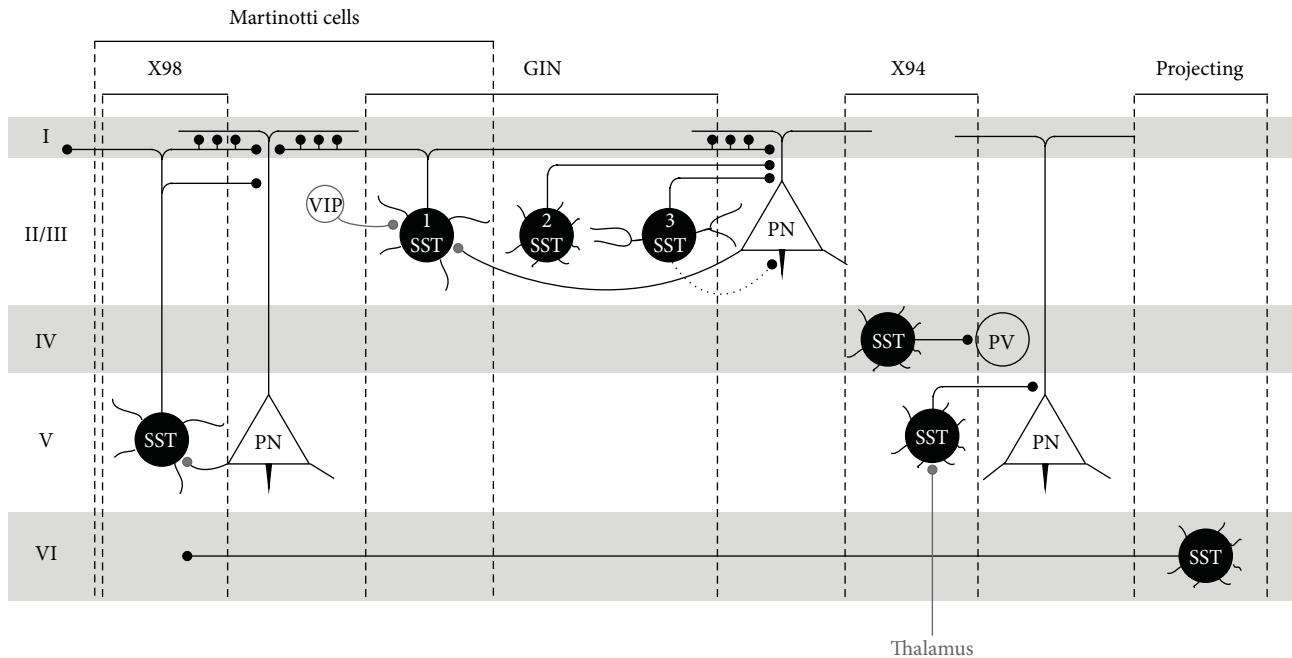 Martinotti cells
X98
GIN
X94
Projecting
I
II/III
VIP
1
SST
2
SST
3
SST
PN
IV
SST
PV
V
SST
PN
SST
PN
VI
SST
Thalamus